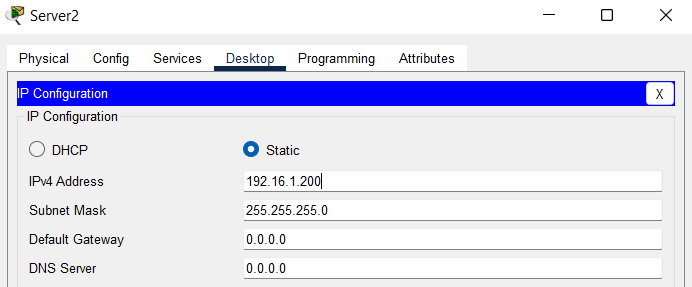 Server2
Physical Config Services Desktop Programming Attributes
IP Configuration X
IP Configuration
DHCP Static
IPv4 Address 192.16.1.200
Subnet Mask 255.255.255.0
Default Gateway 0.0.0.0
DNS Server 0.0.0.0